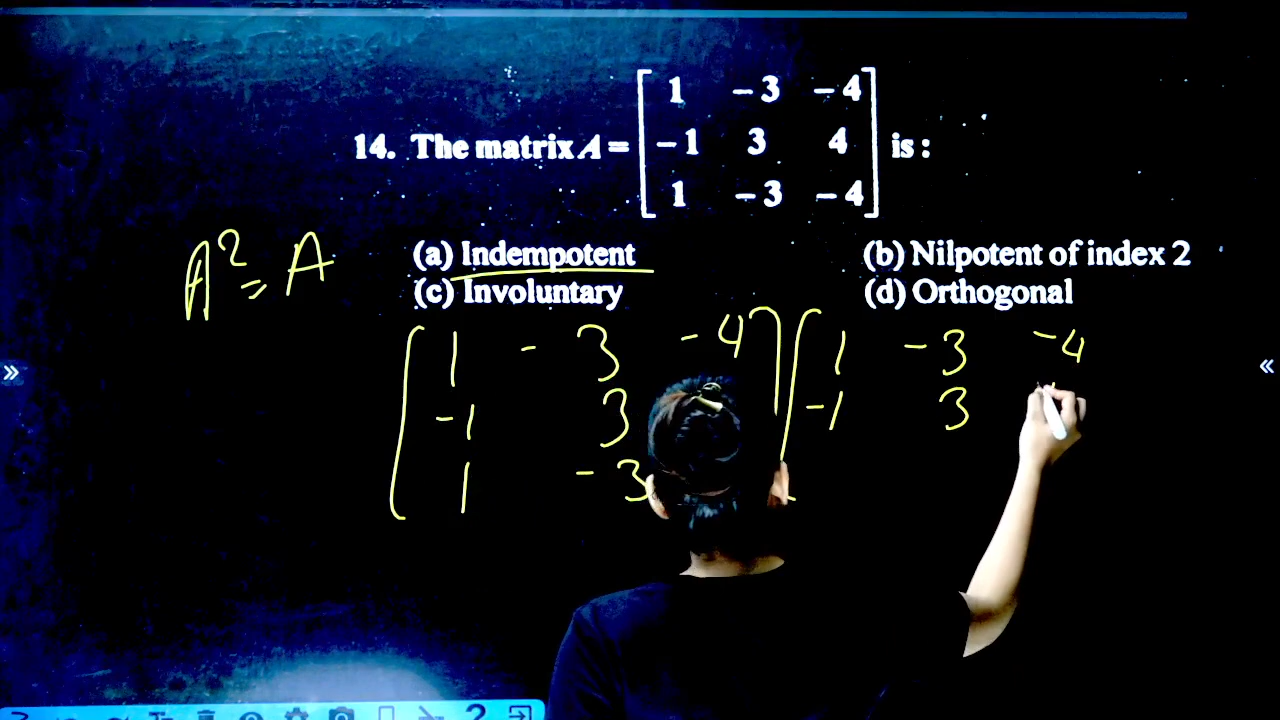 14. The matrix A = [ 1 -3 -4
-1 3 4
1 -3 -4 ] is :
(a) Indempotent (b) Nilpotent of index 2
(c) Involuntary (d) Orthogonal
A² = A
[ 1 -3 -4 ] [ 1 -3 -4
-1 3 -1 3
1 -3
» «